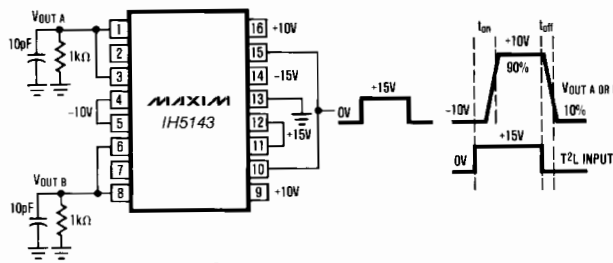 VOUT A
10pF
1kΩ
-10V
VOUT B
10pF
1kΩ
1
2
3
4
5
6
7
8
MAXIM
IH5143
16 +10V
15
14 -15V
13
12
+15V
11
10
9 +10V
0V
+15V
ton
+10V
toff
90%
-10V
VOUT A OR
10%
+15V
0V
T²L INPUT